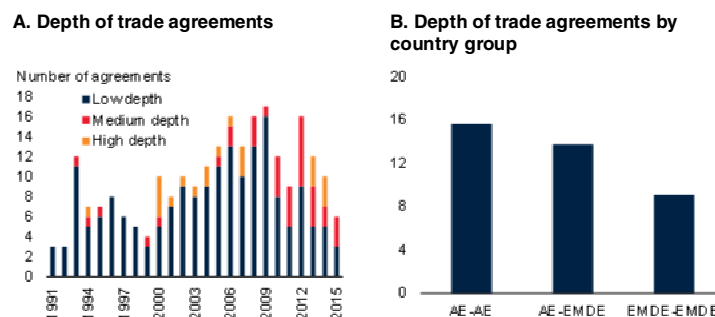 A. Depth of trade agreements
Number of agreements
18
16
14
12
10
8
6
4
2
0
Low depth
Medium depth
High depth
1991
1994
1997
2000
2003
2006
2009
2012
2015
B. Depth of trade agreements by
country group
20
16
12
8
4
0
AE-AE
AE-EMDE
EMDE-EMDE